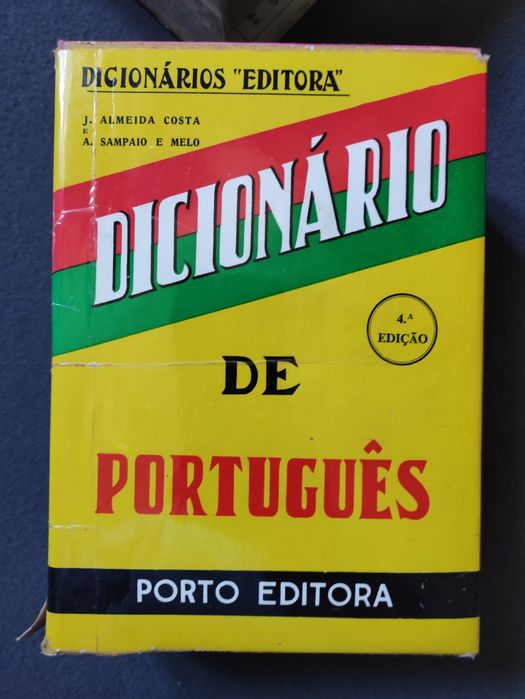 DICIONÁRIOS "EDITORA"
J. ALMEIDA COSTA
E
A. SAMPAIO E MELO
DICIONÁRIO
4.ª
EDIÇÃO
DE
PORTUGUÊS
PORTO EDITORA